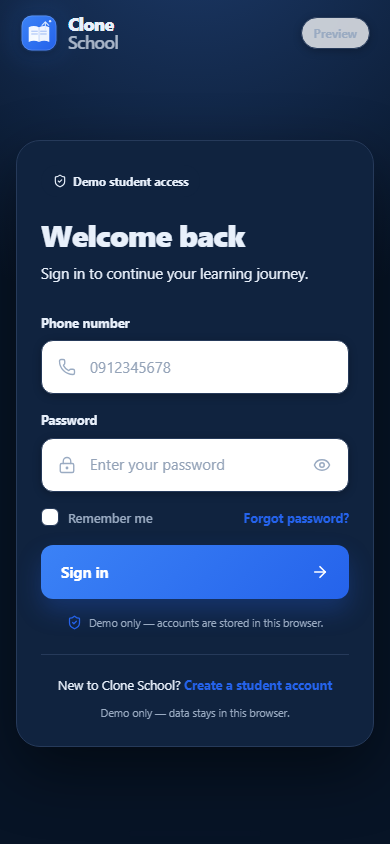 Clone
School
Preview
Demo student access
Welcome back
Sign in to continue your learning journey.
Phone number
0912345678
Password
Enter your password
Remember me
Forgot password?
Sign in
Demo only — accounts are stored in this browser.
New to Clone School? Create a student account
Demo only — data stays in this browser.